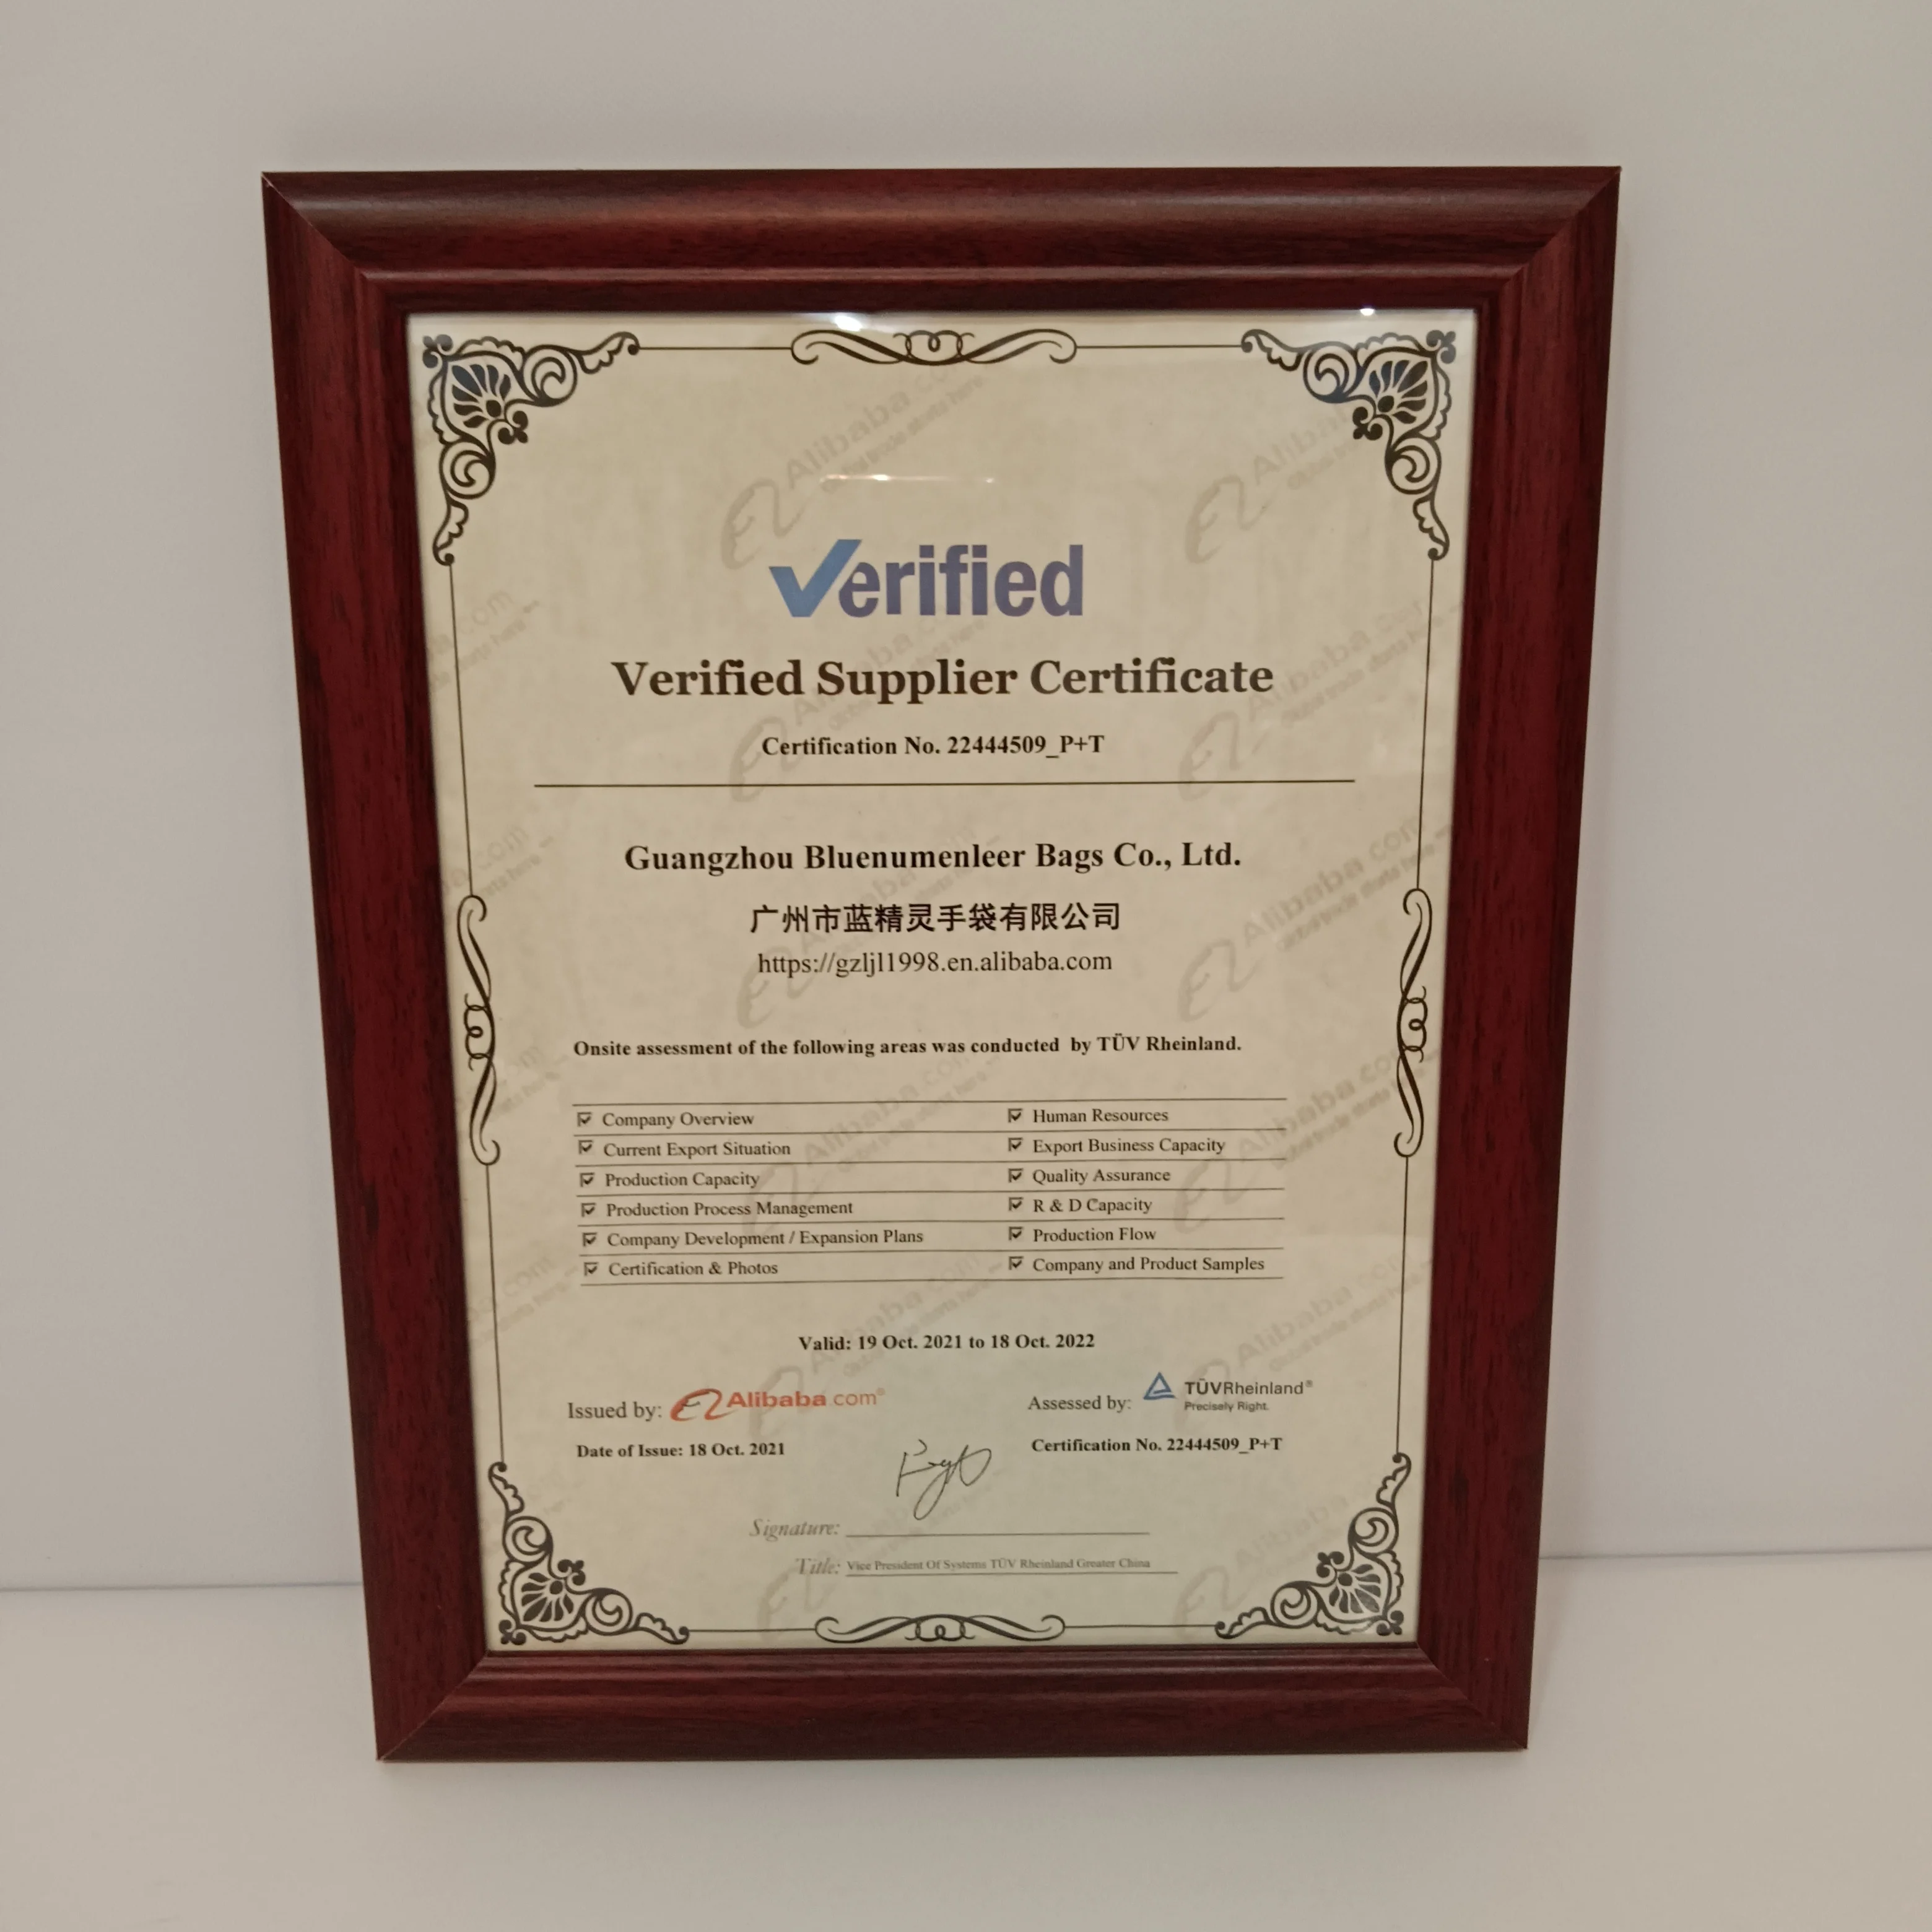 Verified
Verified Supplier Certificate
Certification No. 22444509_P+T
Guangzhou Bluenumenleer Bags Co., Ltd.
广州市蓝精灵手袋有限公司
https://gzljl1998.en.alibaba.com
Onsite assessment of the following areas was conducted by TÜV Rheinland.
Company Overview
Human Resources
Current Export Situation
Export Business Capacity
Production Capacity
Quality Assurance
Production Process Management
R & D Capacity
Company Development / Expansion Plans
Production Flow
Certification & Photos
Company and Product Samples
Valid: 19 Oct. 2021 to 18 Oct. 2022
Issued by: Alibaba.com®
Assessed by: TÜVRheinland®
Precisely Right.
Date of Issue: 18 Oct. 2021
Certification No. 22444509_P+T
Signature:
Title: Vice President Of Systems TÜV Rheinland Greater China